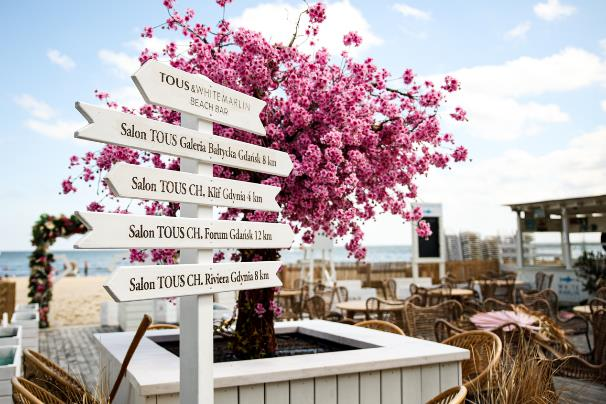 TOUS & WHITE MARLIN
BEACH BAR
Salon TOUS Galeria Bałtycka Gdańsk 8 km
Salon TOUS CH. Klif Gdynia 4 km
Salon TOUS CH. Forum Gdańsk 12 km
Salon TOUS CH. Riviera Gdynia 8 km